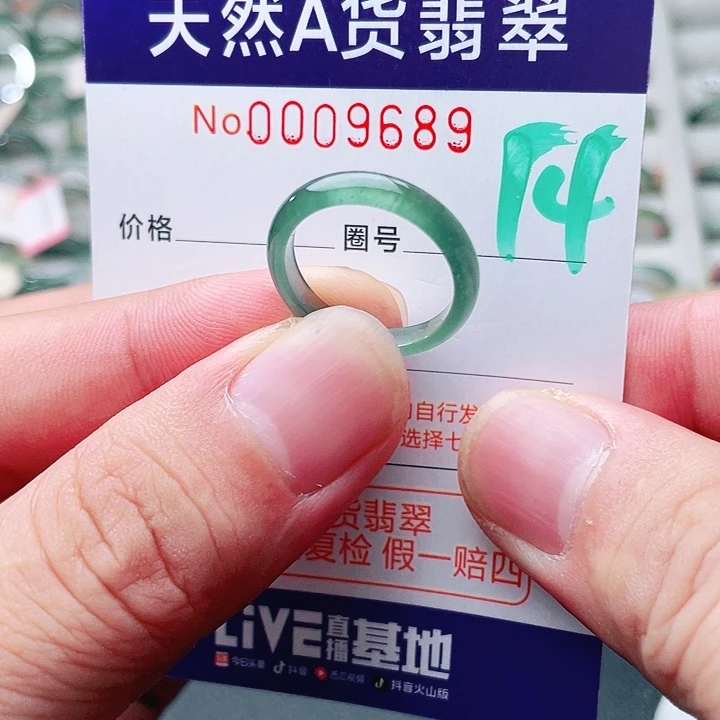 天然A货翡翠
No.0009689
14
价格 圈号
自行发
选择七
货翡翠
复检 假一赔四
LIVE直播基地
今日头条 抖音 西瓜视频 抖音火山版